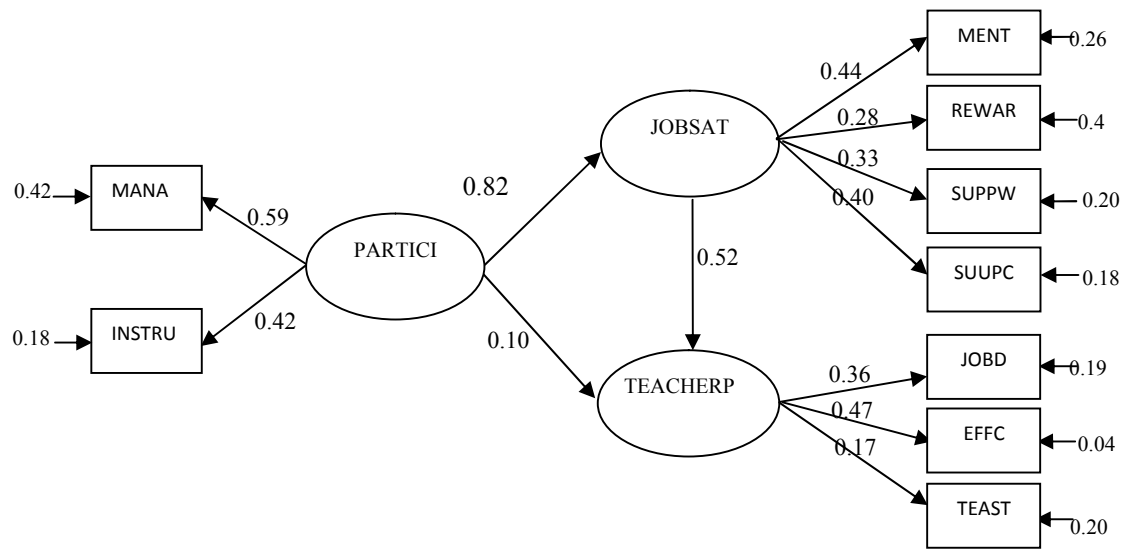 MENT
0.26
0.44
REWAR
0.4
0.28
JOBSAT
SUPPW
0.20
0.33
0.40
SUUPC
0.18
0.42
MANA
0.59
0.82
PARTICI
0.52
0.18
INSTRU
0.42
0.10
TEACHERP
JOBD
0.19
0.36
EFFC
0.04
0.47
0.17
TEAST
0.20